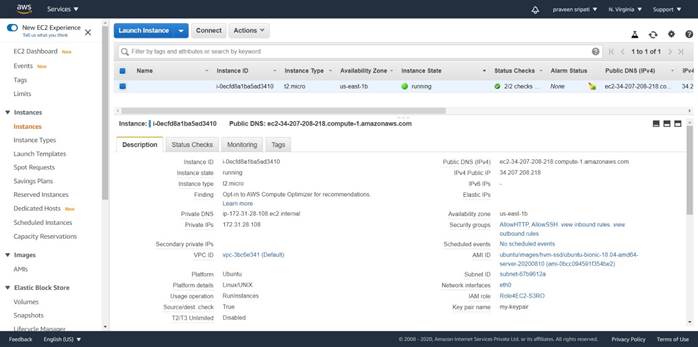 aws
Services
praveen sripati
N. Virginia
Support
New EC2 Experience
Tell us what you think
Launch Instance
Connect
Actions
EC2 Dashboard New
Events New
Tags
Limits
Instances
Instances
Instance Types
Launch Templates
Spot Requests
Savings Plans
Reserved Instances
Dedicated Hosts New
Scheduled Instances
Capacity Reservations
Images
AMIs
Elastic Block Store
Volumes
Snapshots
Lifecycle Manager
Filter by tags and attributes or search by keyword
1 to 1 of 1
Name Instance ID Instance Type Availability Zone Instance State Status Checks Alarm Status Public DNS (IPv4) IPv4
i-0ecfd8a1ba5ad3410 t2.micro us-east-1b running 2/2 checks ... None ec2-34-207-208-218.co... 34.2
Instance: i-0ecfd8a1ba5ad3410 Public DNS: ec2-34-207-208-218.compute-1.amazonaws.com
Description Status Checks Monitoring Tags
Instance ID i-0ecfd8a1ba5ad3410 Public DNS (IPv4) ec2-34-207-208-218.compute-1.amazonaws.com
Instance state running IPv4 Public IP 34.207.208.218
Instance type t2.micro IPv6 IPs -
Finding Opt-in to AWS Compute Optimizer for recommendations. Elastic IPs
Learn more
Private DNS ip-172-31-28-108.ec2.internal Availability zone us-east-1b
Private IPs 172.31.28.108 Security groups AllowHTTP, AllowSSH. view inbound rules. view
outbound rules
Secondary private IPs Scheduled events No scheduled events
VPC ID vpc-3bc6e341 (Default) AMI ID ubuntu/images/hvm-ssd/ubuntu-bionic-18.04-amd64-
server-20200810 (ami-0bcc094591f354be2)
Platform Ubuntu Subnet ID subnet-67b9612a
Platform details Linux/UNIX Network interfaces eth0
Usage operation RunInstances IAM role Role4EC2-S3RO
Source/dest. check True Key pair name my-keypair
T2/T3 Unlimited Disabled
Feedback
English (US)
© 2008 - 2020, Amazon Internet Services Private Ltd. or its affiliates. All rights reserved.
Privacy Policy
Terms of Use